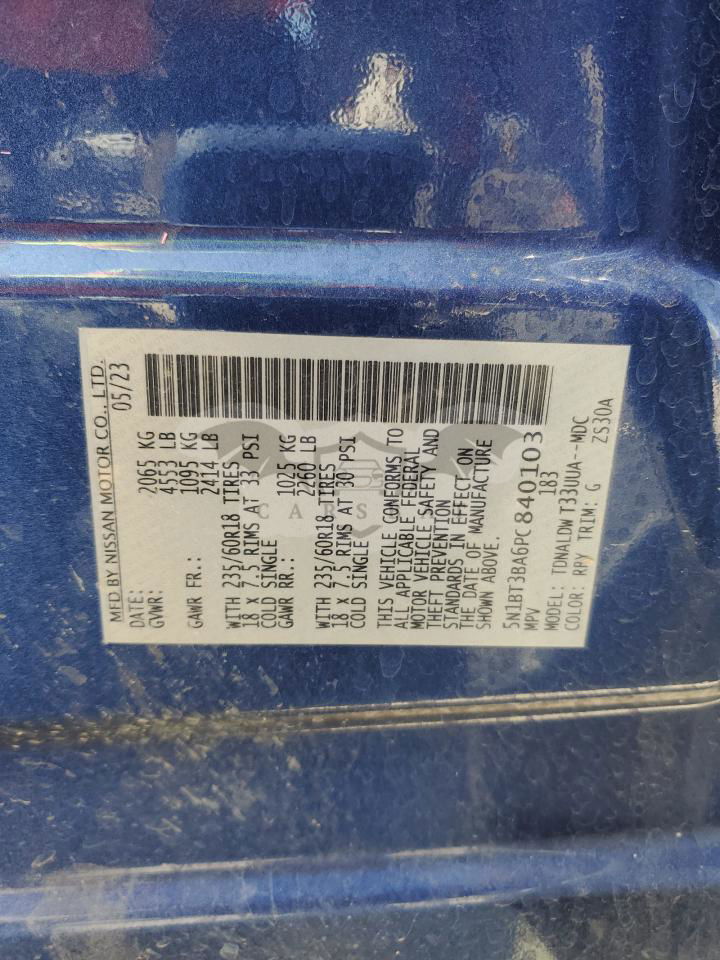 MFD BY NISSAN MOTOR CO., LTD.
DATE: 05/23
GVWR: 2065 KG
4553 LB
GAWR FR.: 1095 KG
2414 LB
WITH 235/60R18 TIRES
18 X 7.5 RIMS AT 33 PSI
COLD SINGLE
GAWR RR.: 1025 KG
2260 LB
WITH 235/60R18 TIRES
18 X 7.5 RIMS AT 30 PSI
COLD SINGLE
THIS VEHICLE CONFORMS TO
ALL APPLICABLE FEDERAL
MOTOR VEHICLE SAFETY AND
THEFT PREVENTION
STANDARDS IN EFFECT ON
THE DATE OF MANUFACTURE
SHOWN ABOVE.
5N1BT3BA6PC840103
MPV 183
MODEL: TDNALDW T33UUA--MDC
COLOR: RPY TRIM: G ZS30A
CARS